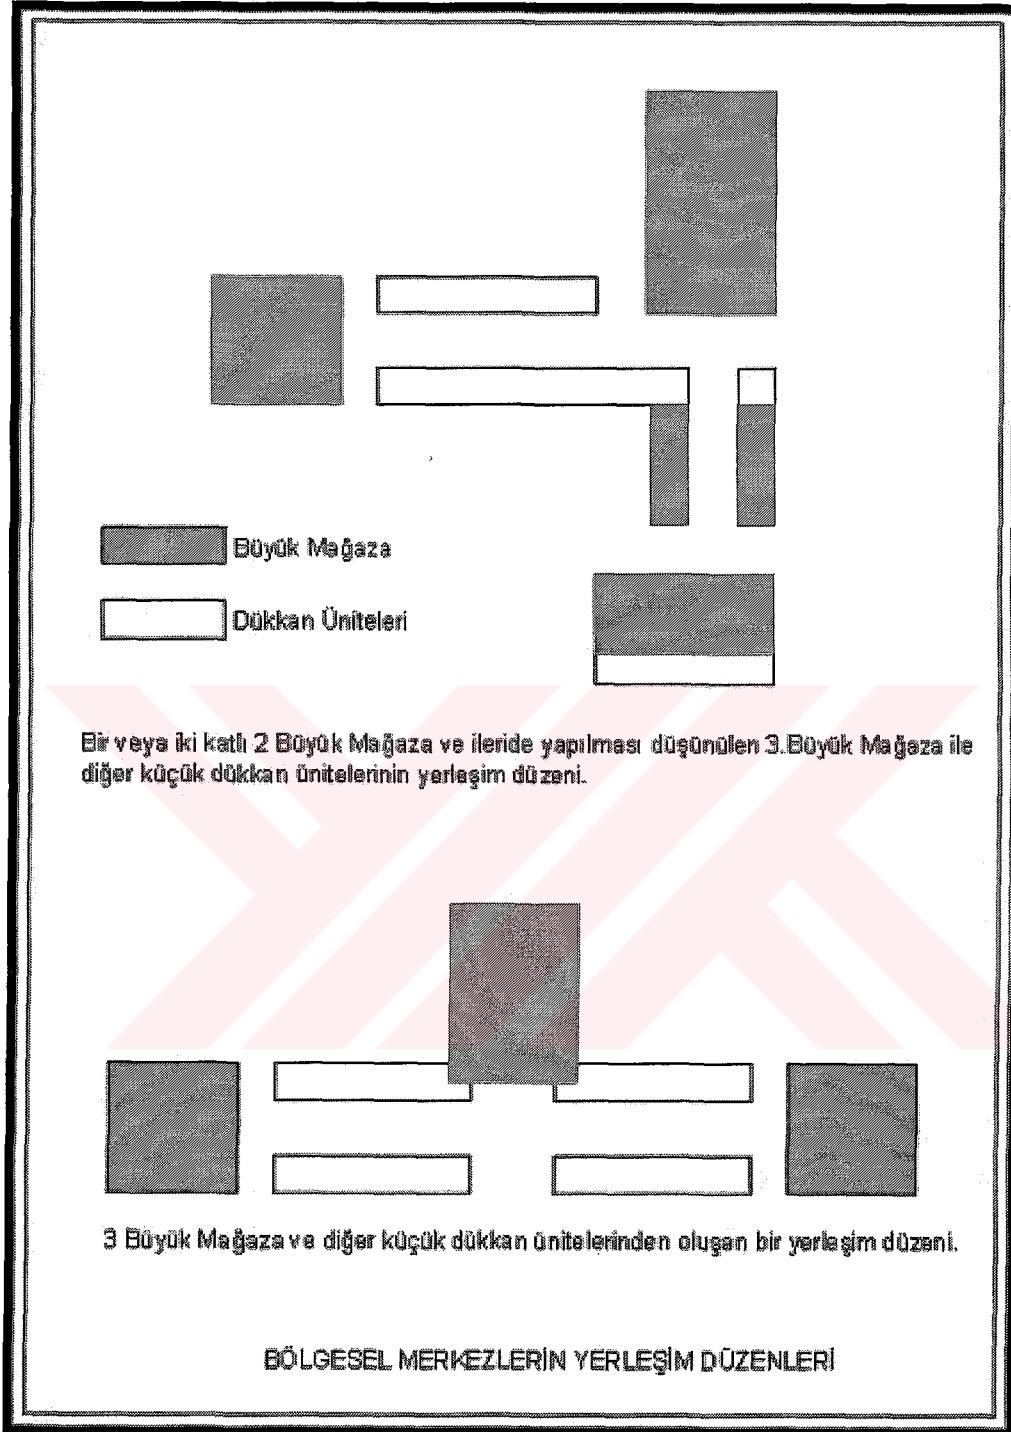 Büyük Mağaza
Dükkan Üniteleri
Bir veya iki katlı 2 Büyük Mağaza ve ileride yapılması düşünülen 3.Büyük Mağaza ile
diğer küçük dükkan ünitelerinin yerleşim düzeni.
3 Büyük Mağaza ve diğer küçük dükkan ünitelerinden oluşan bir yerleşim düzeni.
BÖLGESEL MERKEZLERİN YERLEŞİM DÜZENLERİ